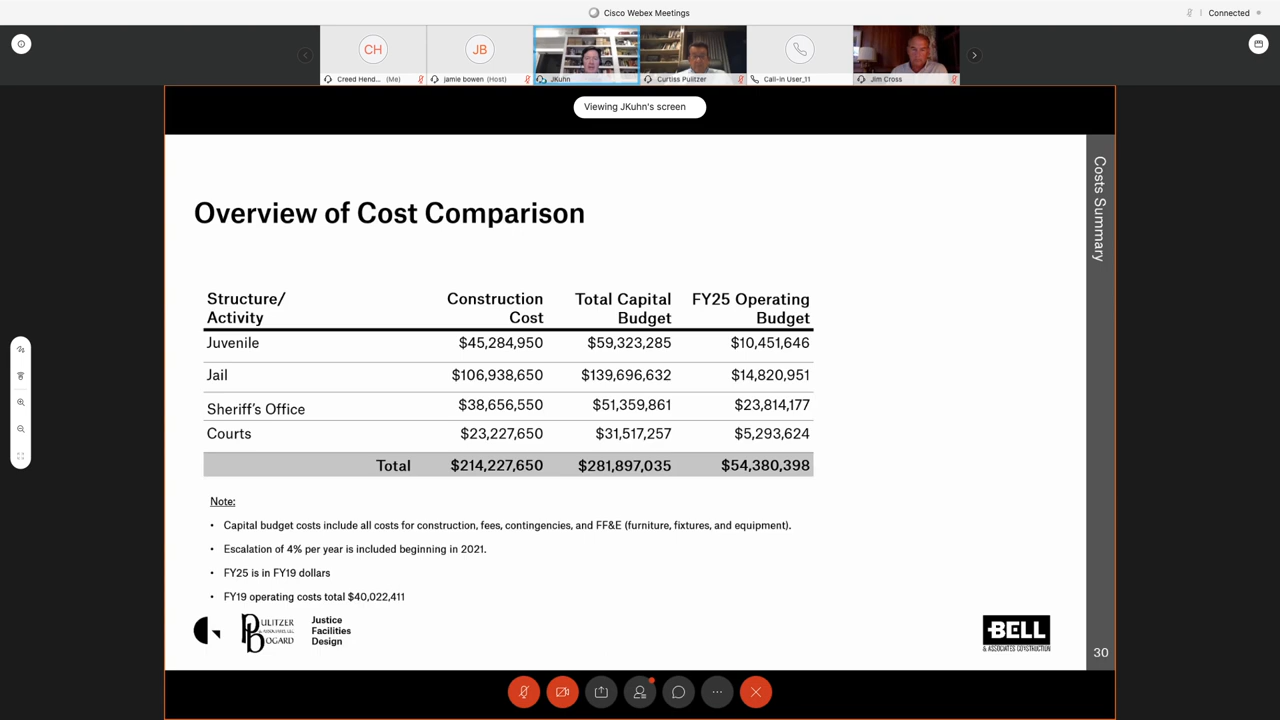 Cisco Webex Meetings
Connected
CH
JB
Creed Hend... (Me)
jamie bowen (Host)
JKuhn
Curtiss Pulitzer
Call-in User_11
Jim Cross
Viewing JKuhn's screen
Costs Summary
Overview of Cost Comparison
Structure/ Construction Total Capital FY25 Operating
Activity Cost Budget Budget
Juvenile $45,284,950 $59,323,285 $10,451,646
Jail $106,938,650 $139,696,632 $14,820,951
Sheriff's Office $38,656,550 $51,359,861 $23,814,177
Courts $23,227,650 $31,517,257 $5,293,624
Total $214,227,650 $281,897,035 $54,380,398
Note:
• Capital budget costs include all costs for construction, fees, contingencies, and FF&E (furniture, fixtures, and equipment).
• Escalation of 4% per year is included beginning in 2021.
• FY25 is in FY19 dollars
• FY19 operating costs total $40,022,411
PULITZER
BOGARD
& ASSOCIATES, LLC
Justice
Facilities
Design
BELL
& ASSOCIATES CONSTRUCTION
30